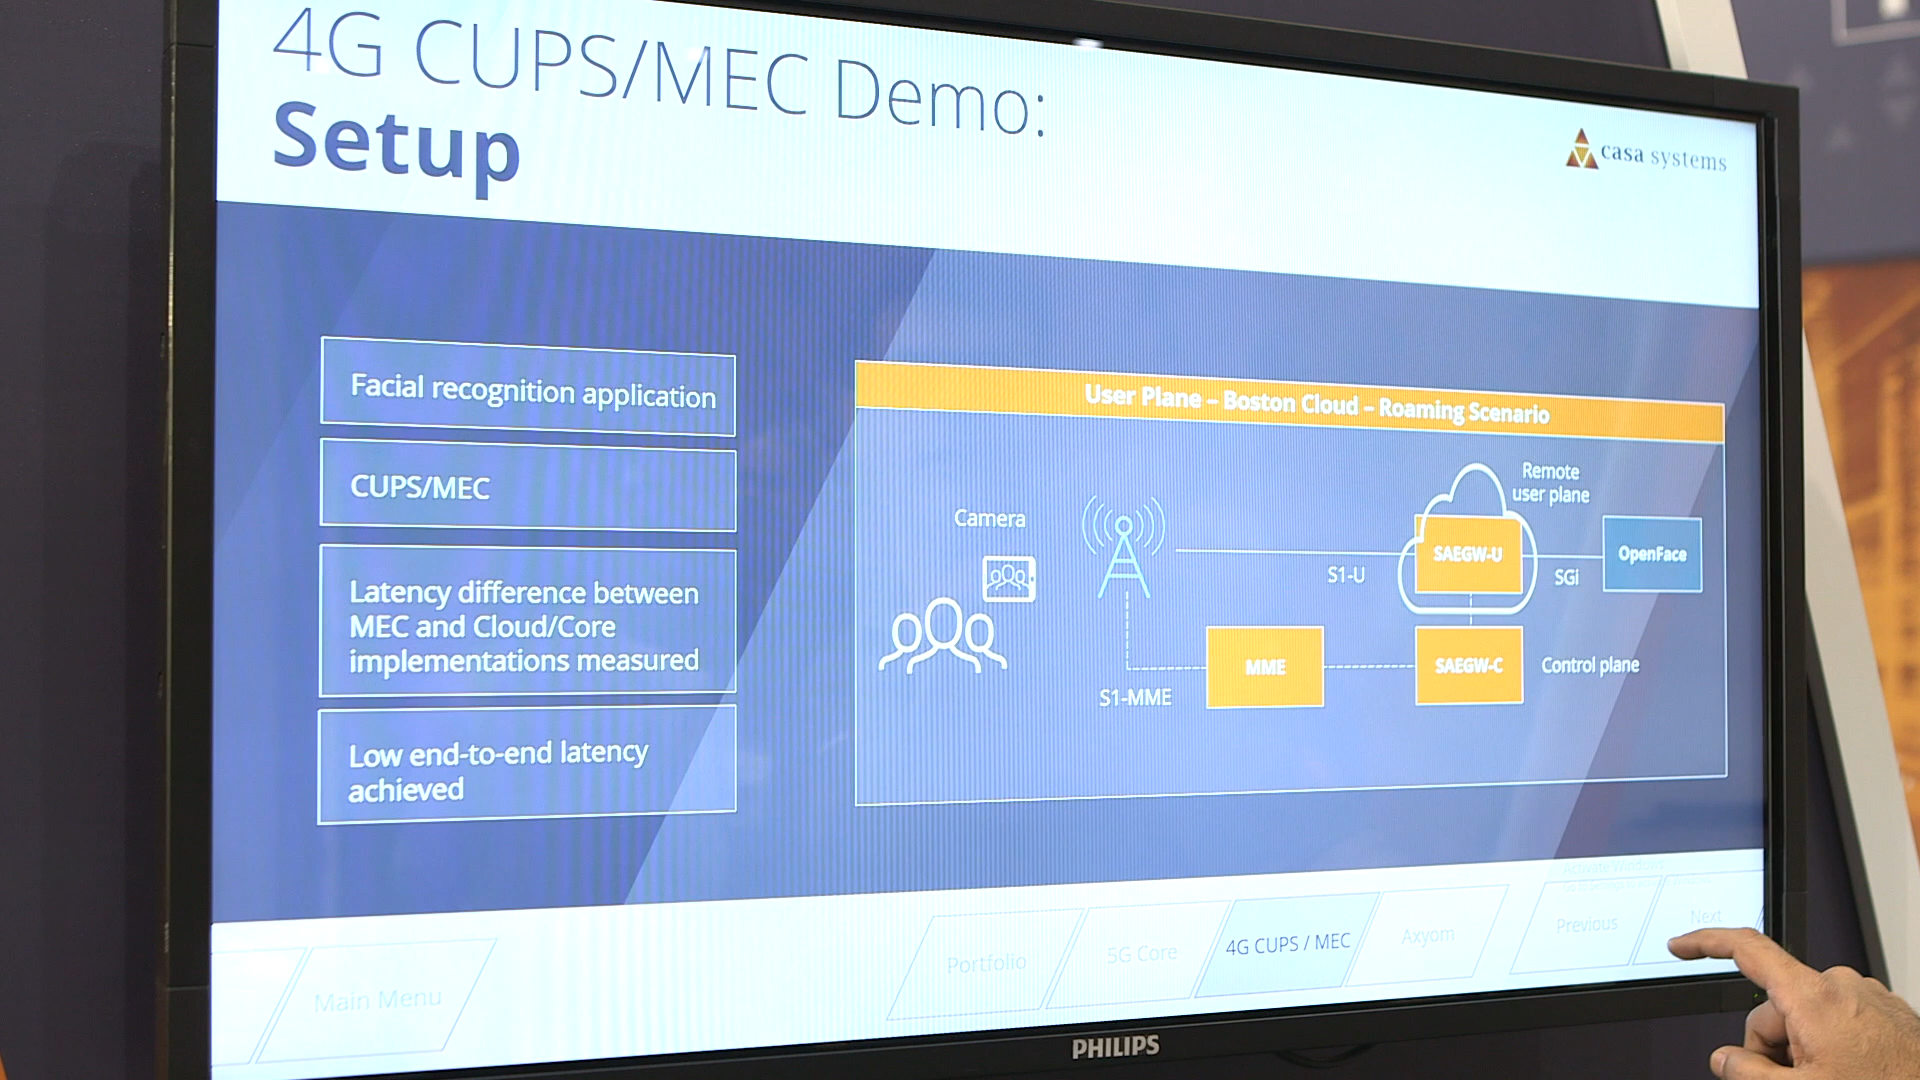 4G CUPS/MEC Demo:
Setup
casa systems
Facial recognition application
CUPS/MEC
Latency difference between
MEC and Cloud/Core
implementations measured
Low end-to-end latency
achieved
User Plane – Boston Cloud – Roaming Scenario
Remote
user plane
Camera
SAEGW-U
OpenFace
S1-U
SGi
MME
SAEGW-C
Control plane
S1-MME
Activate Windows
Main Menu
Portfolio
5G Core
4G CUPS / MEC
Axyom
Previous
Next
PHILIPS